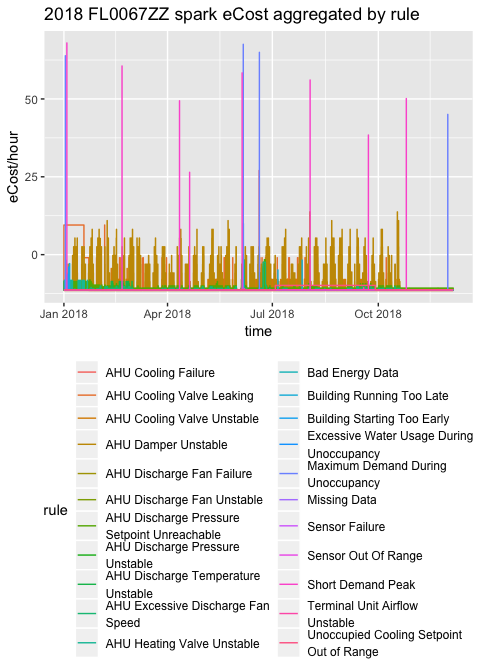 2018 FL0067ZZ spark eCost aggregated by rule
eCost/hour
50
25
0
Jan 2018 Apr 2018 Jul 2018 Oct 2018
time
rule
AHU Cooling Failure
AHU Cooling Valve Leaking
AHU Cooling Valve Unstable
AHU Damper Unstable
AHU Discharge Fan Failure
AHU Discharge Fan Unstable
AHU Discharge Pressure
Setpoint Unreachable
AHU Discharge Pressure
Unstable
AHU Discharge Temperature
Unstable
AHU Excessive Discharge Fan
Speed
AHU Heating Valve Unstable
Bad Energy Data
Building Running Too Late
Building Starting Too Early
Excessive Water Usage During
Unoccupancy
Maximum Demand During
Unoccupancy
Missing Data
Sensor Failure
Sensor Out Of Range
Short Demand Peak
Terminal Unit Airflow
Unstable
Unoccupied Cooling Setpoint
Out of Range